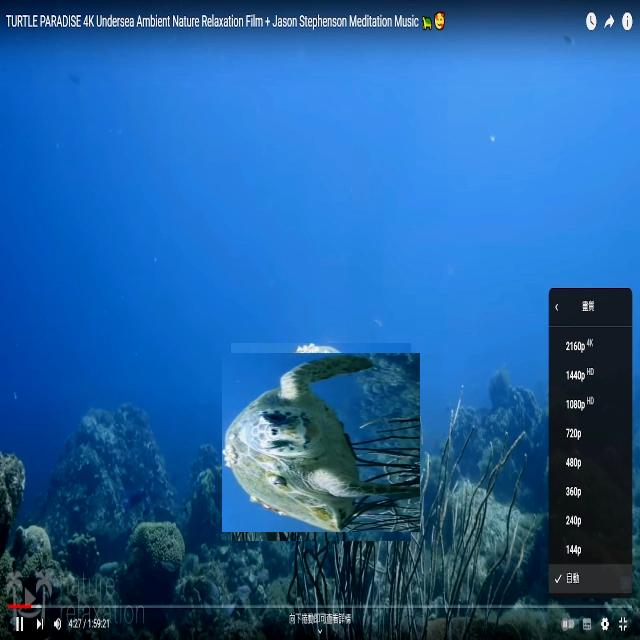 TURTLE PARADISE 4K Undersea Ambient Nature Relaxation Film + Jason Stephenson Meditation Music
畫質
2160p 4K
1440p HD
1080p HD
720p
480p
360p
240p
144p
自動
relaxation
4:27 / 1:59:21
向下捲動即可查看詳情